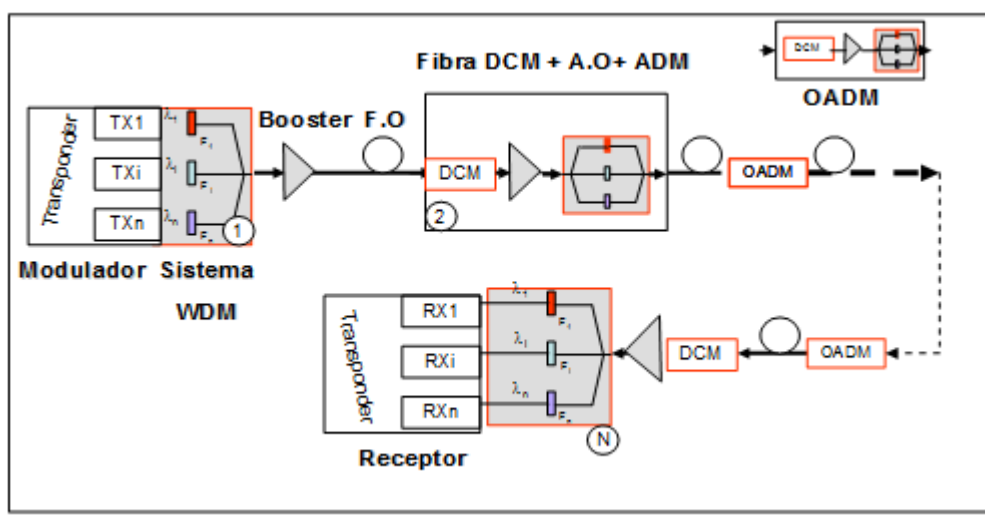 Fibra DCM + A.O+ ADM
DCM
OADM
Transponder
TX1
TXi
TXn
λ₁
λᵢ
λₙ
F₁
Fᵢ
Fₙ
1
Booster F.O
DCM
2
OADM
Modulador Sistema
WDM
Transponder
RX1
RXi
RXn
λ₁
λᵢ
λₙ
F₁
Fᵢ
Fₙ
N
DCM
OADM
Receptor